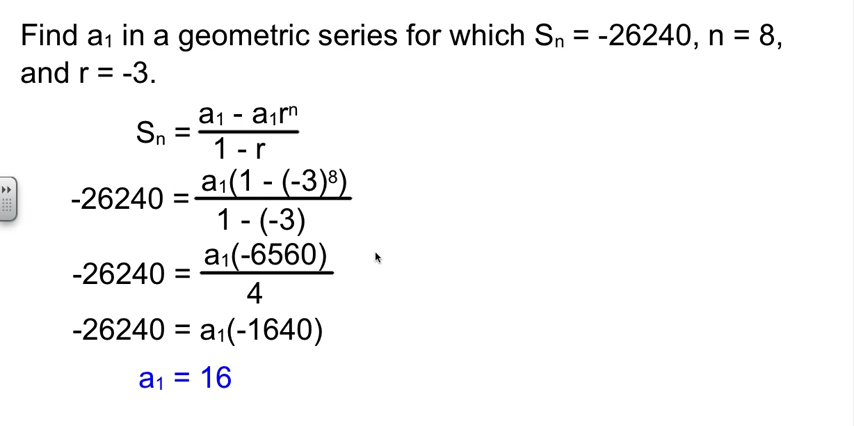 Find a₁ in a geometric series for which Sₙ = -26240, n = 8,
and r = -3.
Sₙ = (a₁ - a₁rⁿ)/(1 - r)
-26240 = (a₁(1 - (-3)⁸))/(1 - (-3))
-26240 = (a₁(-6560))/4
-26240 = a₁(-1640)
a₁ = 16